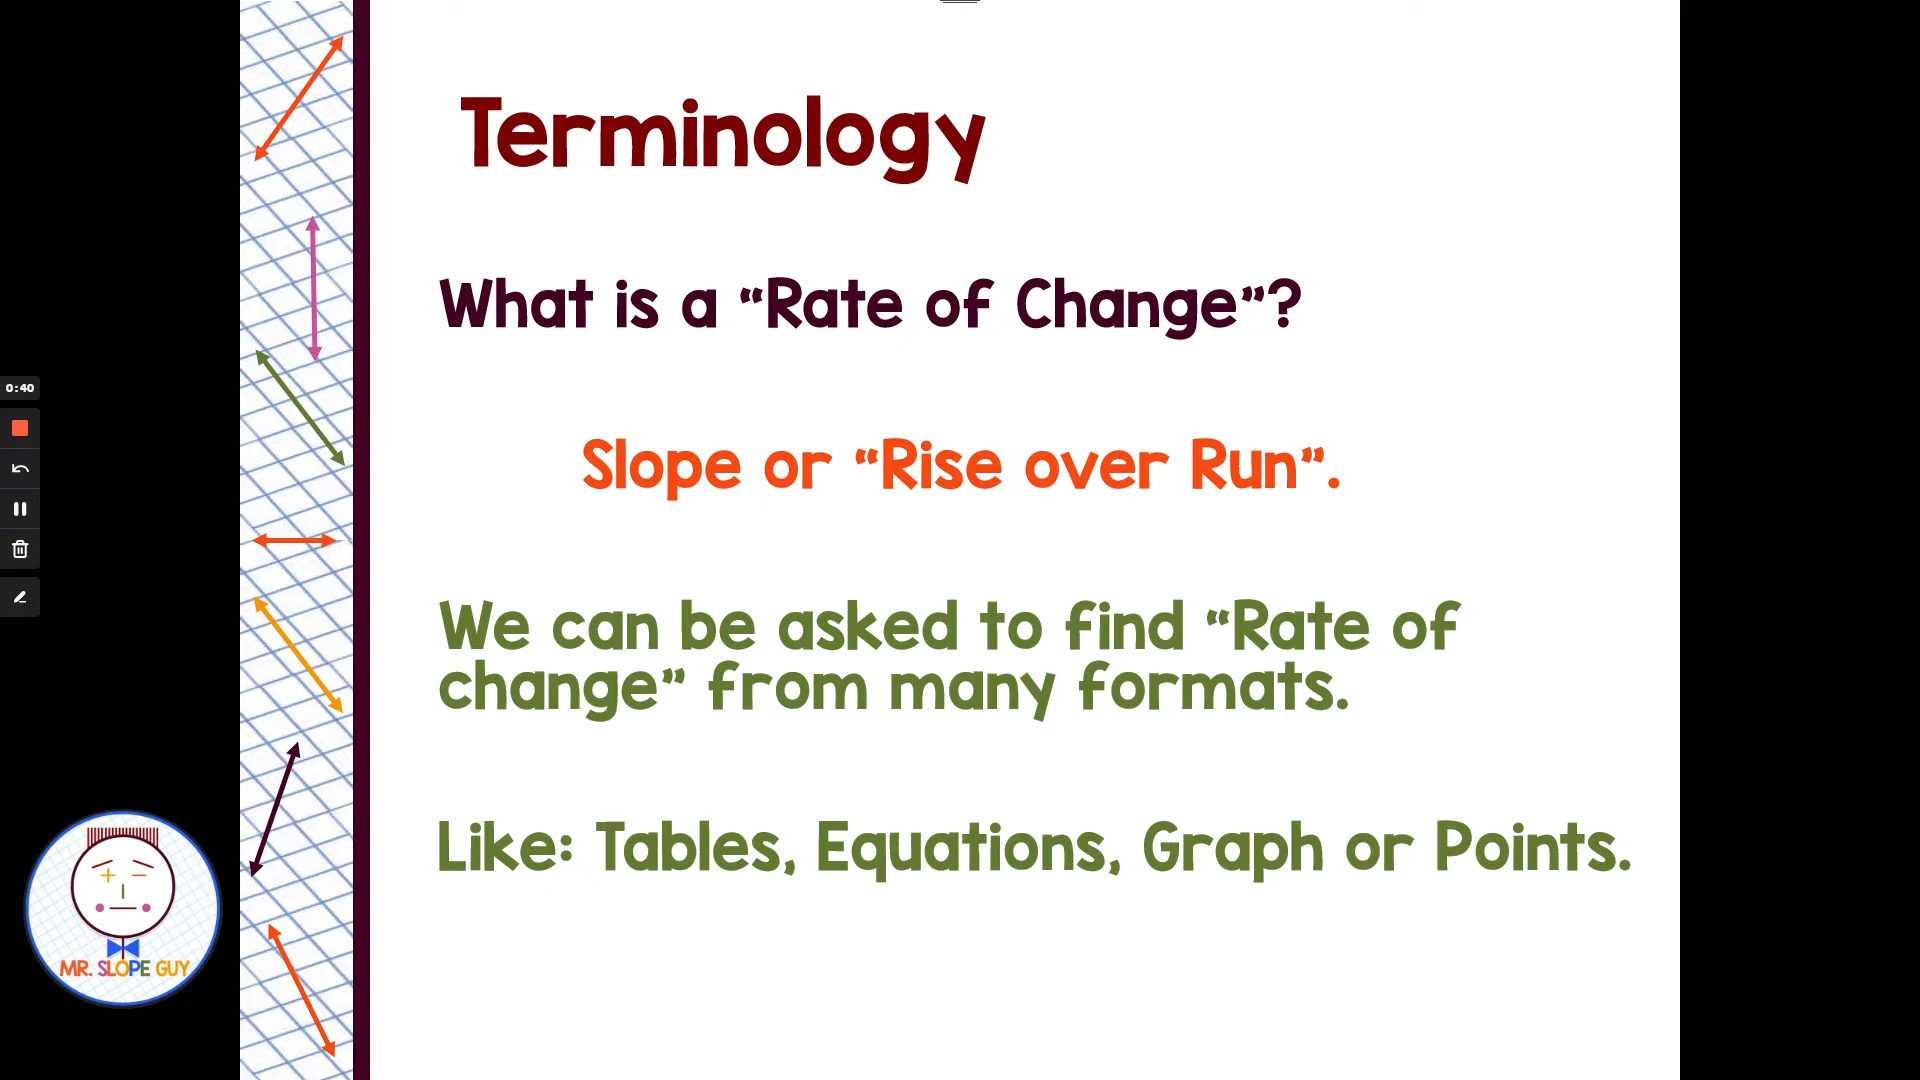 Terminology
What is a “Rate of Change”?
Slope or “Rise over Run”.
We can be asked to find “Rate of
change” from many formats.
Like: Tables, Equations, Graph or Points.
0:40
MR. SLOPE GUY